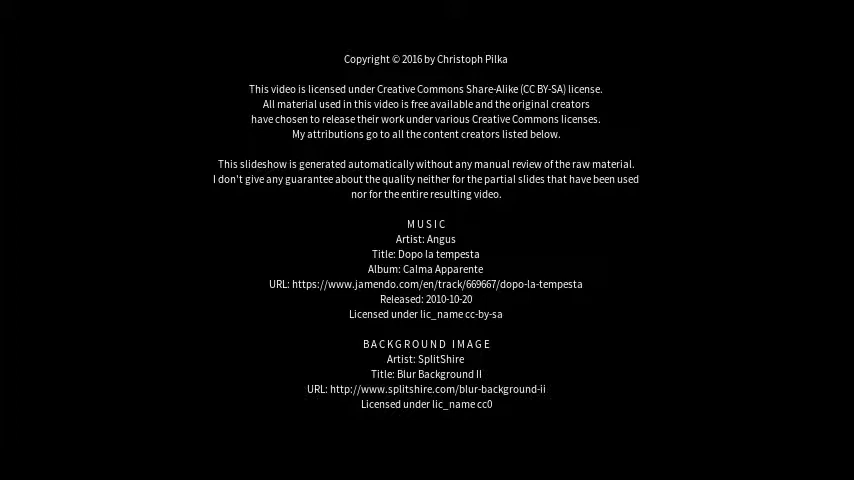 Copyright © 2016 by Christoph Pilka
This video is licensed under Creative Commons Share-Alike (CC BY-SA) license.
All material used in this video is free available and the original creators
have chosen to release their work under various Creative Commons licenses.
My attributions go to all the content creators listed below.
This slideshow is generated automatically without any manual review of the raw material.
I don't give any guarantee about the quality neither for the partial slides that have been used
nor for the entire resulting video.
MUSIC
Artist: Angus
Title: Dopo la tempesta
Album: Calma Apparente
URL: https://www.jamendo.com/en/track/669667/dopo-la-tempesta
Released: 2010-10-20
Licensed under lic_name cc-by-sa
BACKGROUND IMAGE
Artist: SplitShire
Title: Blur Background II
URL: http://www.splitshire.com/blur-background-ii
Licensed under lic_name cc0